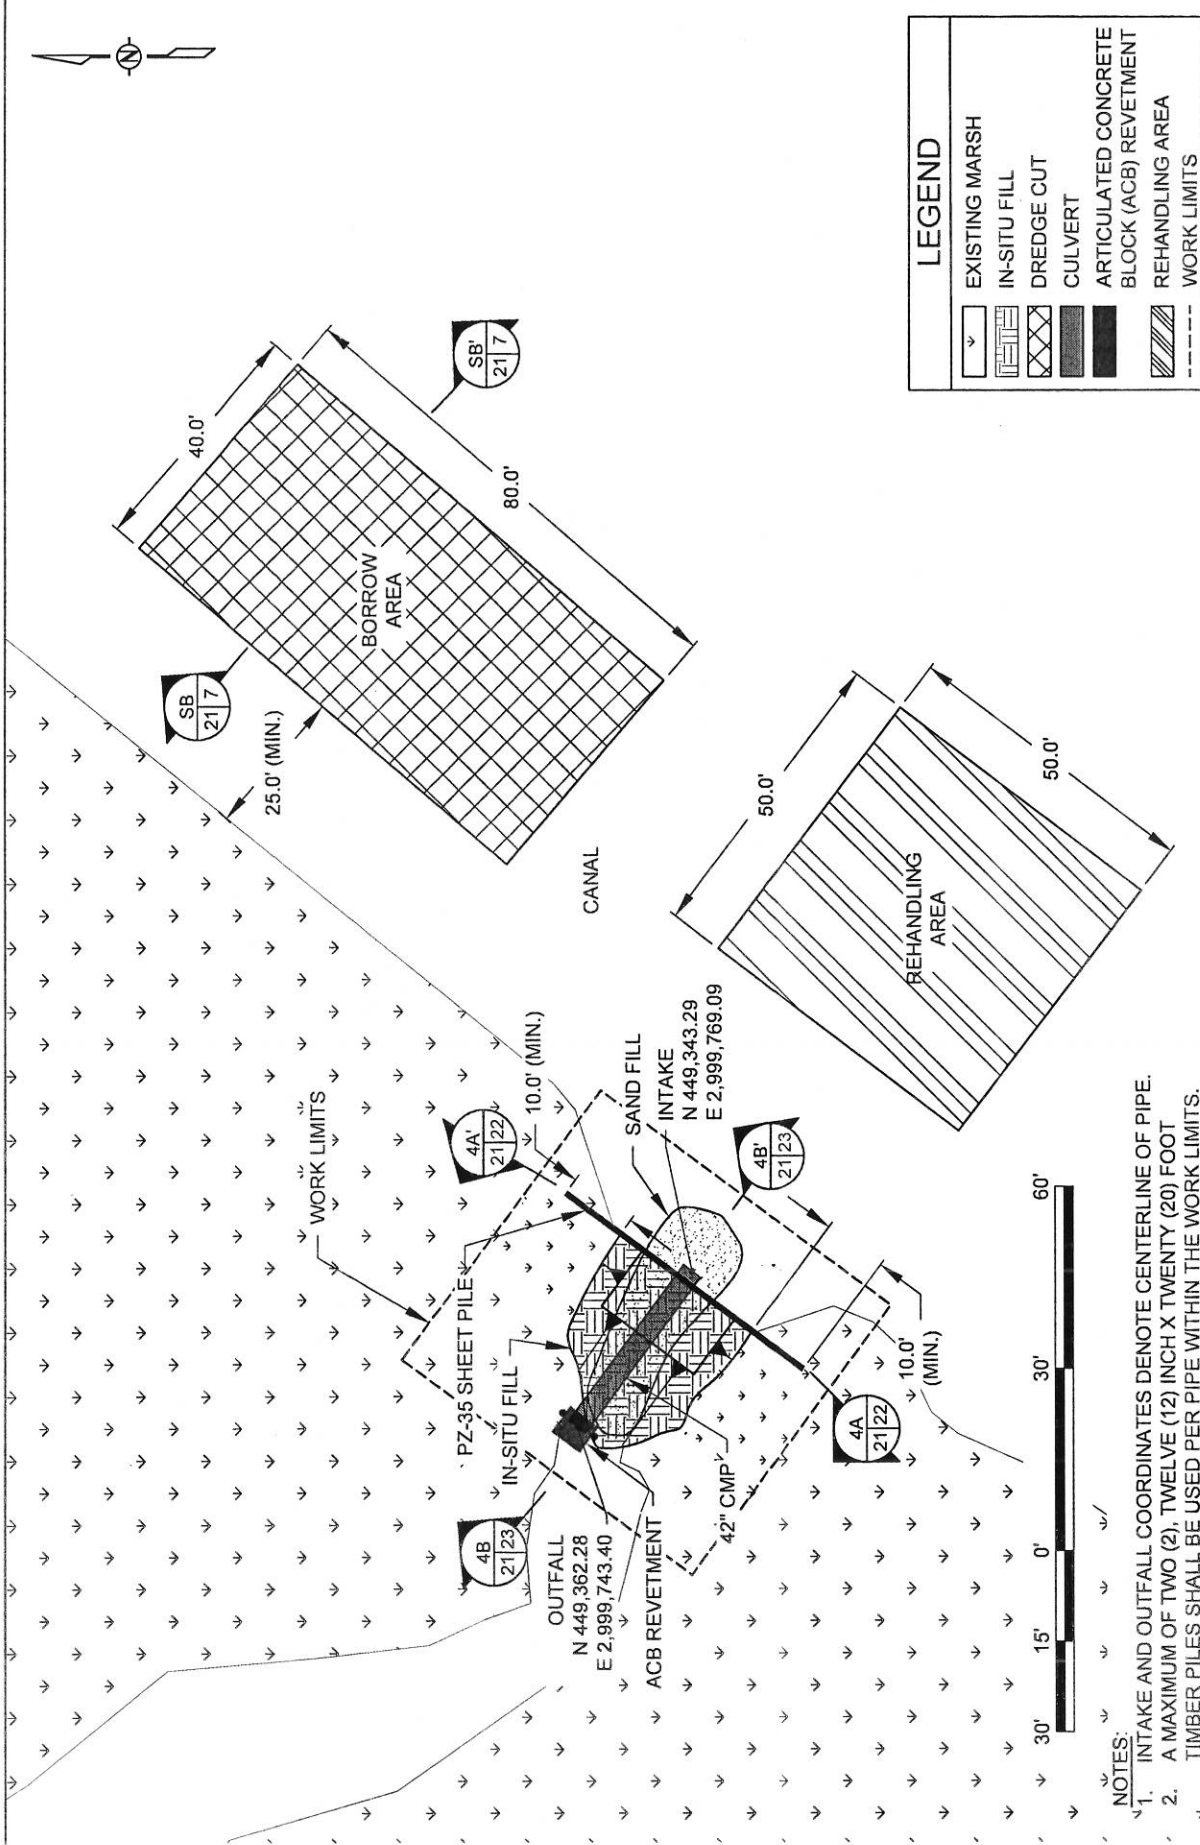 N
LEGEND
EXISTING MARSH
IN-SITU FILL
DREDGE CUT
CULVERT
ARTICULATED CONCRETE
BLOCK (ACB) REVETMENT
REHANDLING AREA
WORK LIMITS
40.0'
80.0'
BORROW
AREA
SB'
21 7
SB
21 7
25.0' (MIN.)
CANAL
50.0'
50.0'
REHANDLING
AREA
WORK LIMITS
4A'
21 22
10.0' (MIN.)
SAND FILL
INTAKE
N 449,343.29
E 2,999,769.09
4B'
21 23
PZ-35 SHEET PILE
IN-SITU FILL
4B
21 23
OUTFALL
N 449,362.28
E 2,999,743.40
ACB REVETMENT
42" CMP
4A
21 22
10.0'
(MIN.)
30' 15' 0' 30' 60'
NOTES:
1. INTAKE AND OUTFALL COORDINATES DENOTE CENTERLINE OF PIPE.
2. A MAXIMUM OF TWO (2), TWELVE (12) INCH X TWENTY (20) FOOT
TIMBER PILES SHALL BE USED PER PIPE WITHIN THE WORK LIMITS.